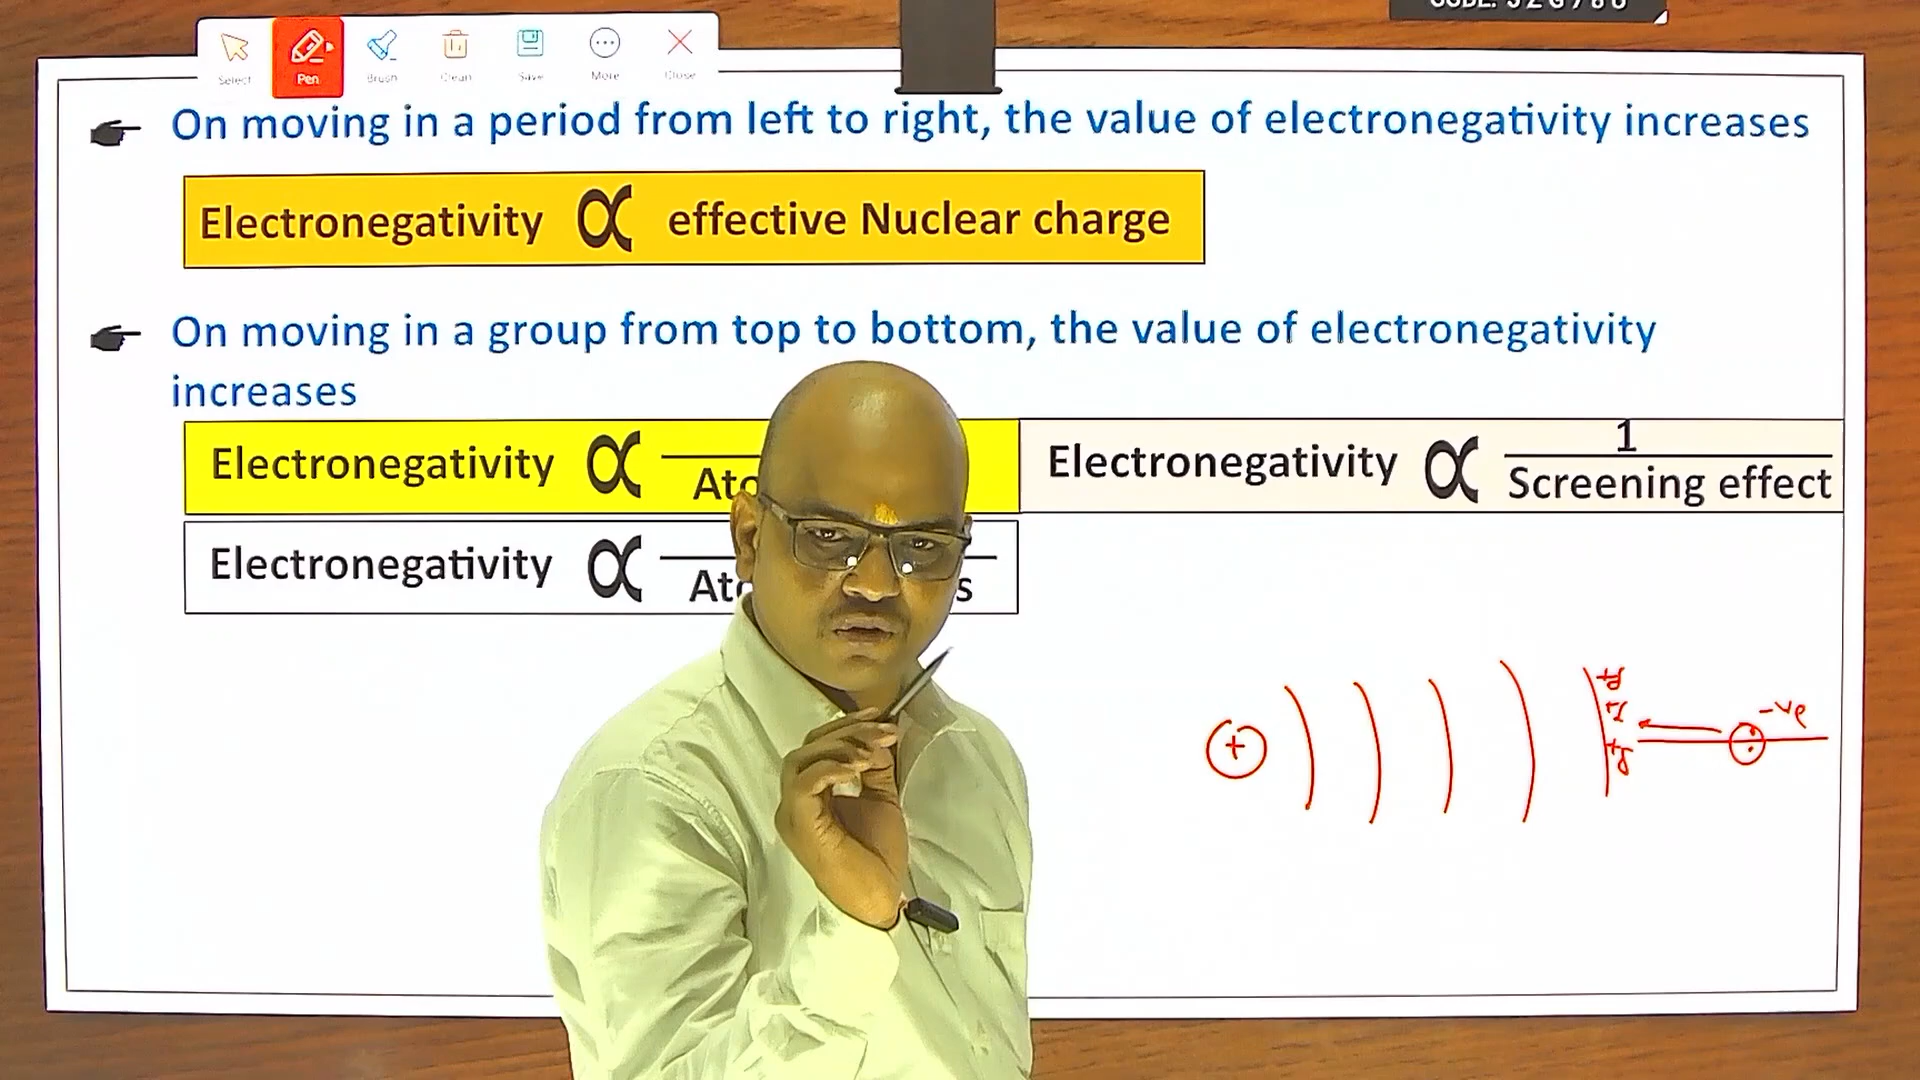 CODE: J2G786
Select Pen Brush Clean Save More Close
On moving in a period from left to right, the value of electronegativity increases
Electronegativity ∝ effective Nuclear charge
On moving in a group from top to bottom, the value of electronegativity
increases
Electronegativity ∝
Electronegativity ∝ 1
Screening effect
Electronegativity ∝
+
-ve